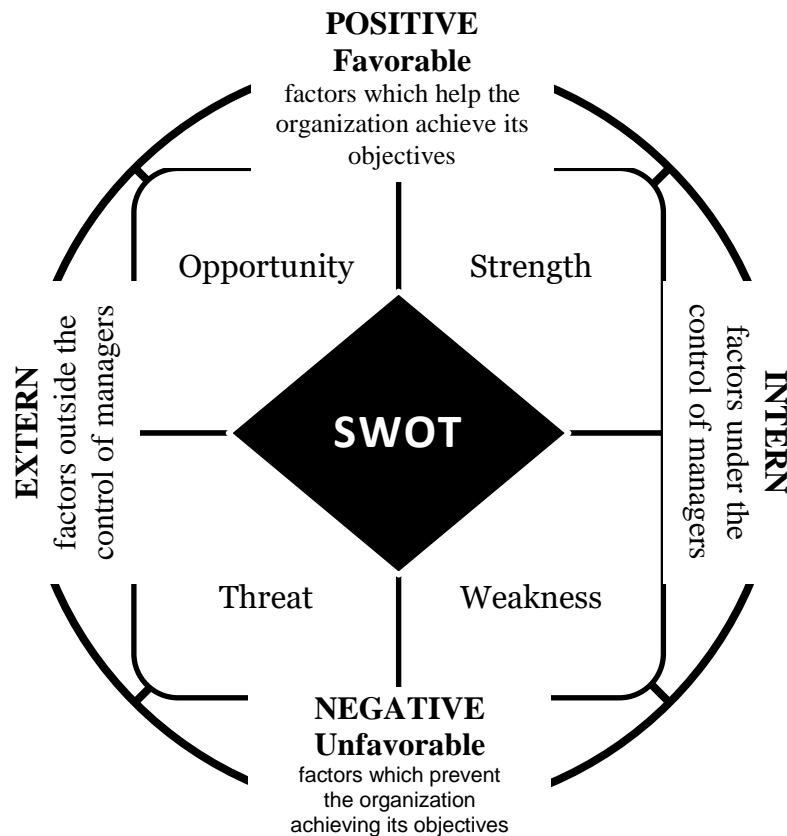 POSITIVE
Favorable
factors which help the
organization achieve its
objectives
Opportunity
Strength
EXTERN
factors outside the
control of managers
SWOT
INTERN
factors under the
control of managers
Threat
Weakness
NEGATIVE
Unfavorable
factors which prevent
the organization
achieving its objectives